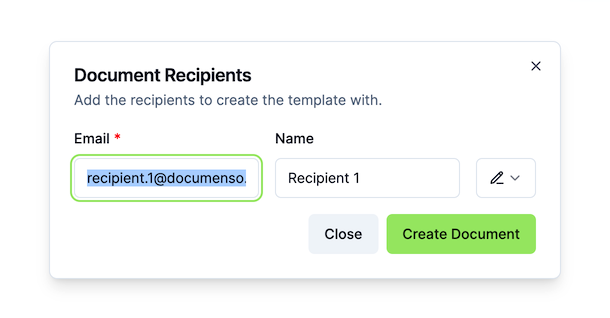 Document Recipients
Add the recipients to create the template with.
Email * Name
recipient.1@documenso. Recipient 1
Close Create Document